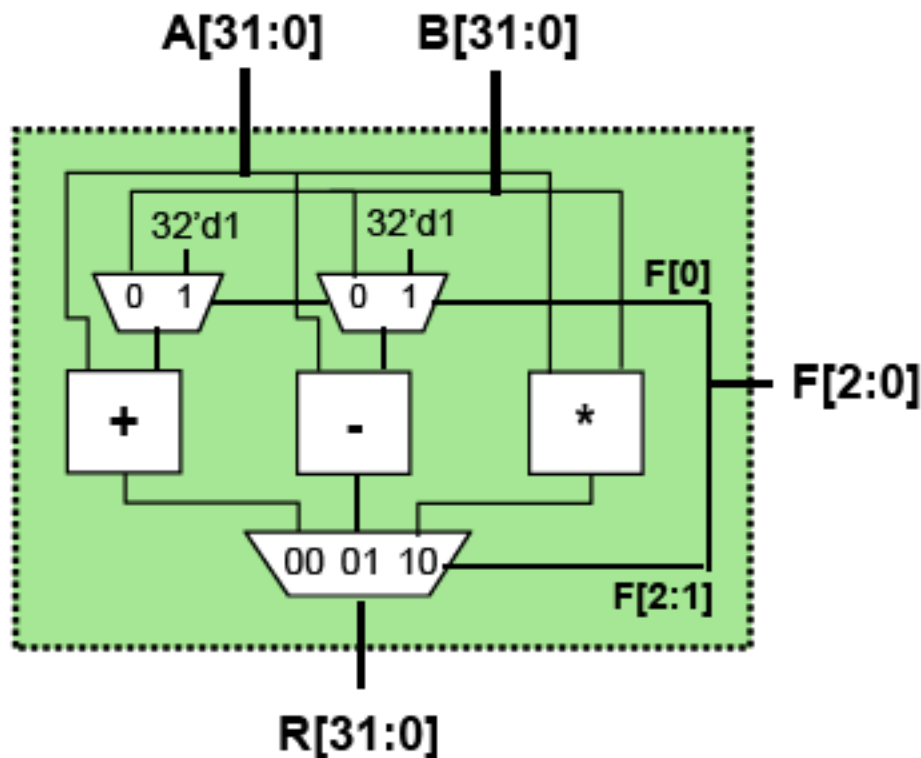 A[31:0] B[31:0]
32'd1 32'd1
0 1 0 1 F[0]
F[2:0]
+ - *
00 01 10
F[2:1]
R[31:0]